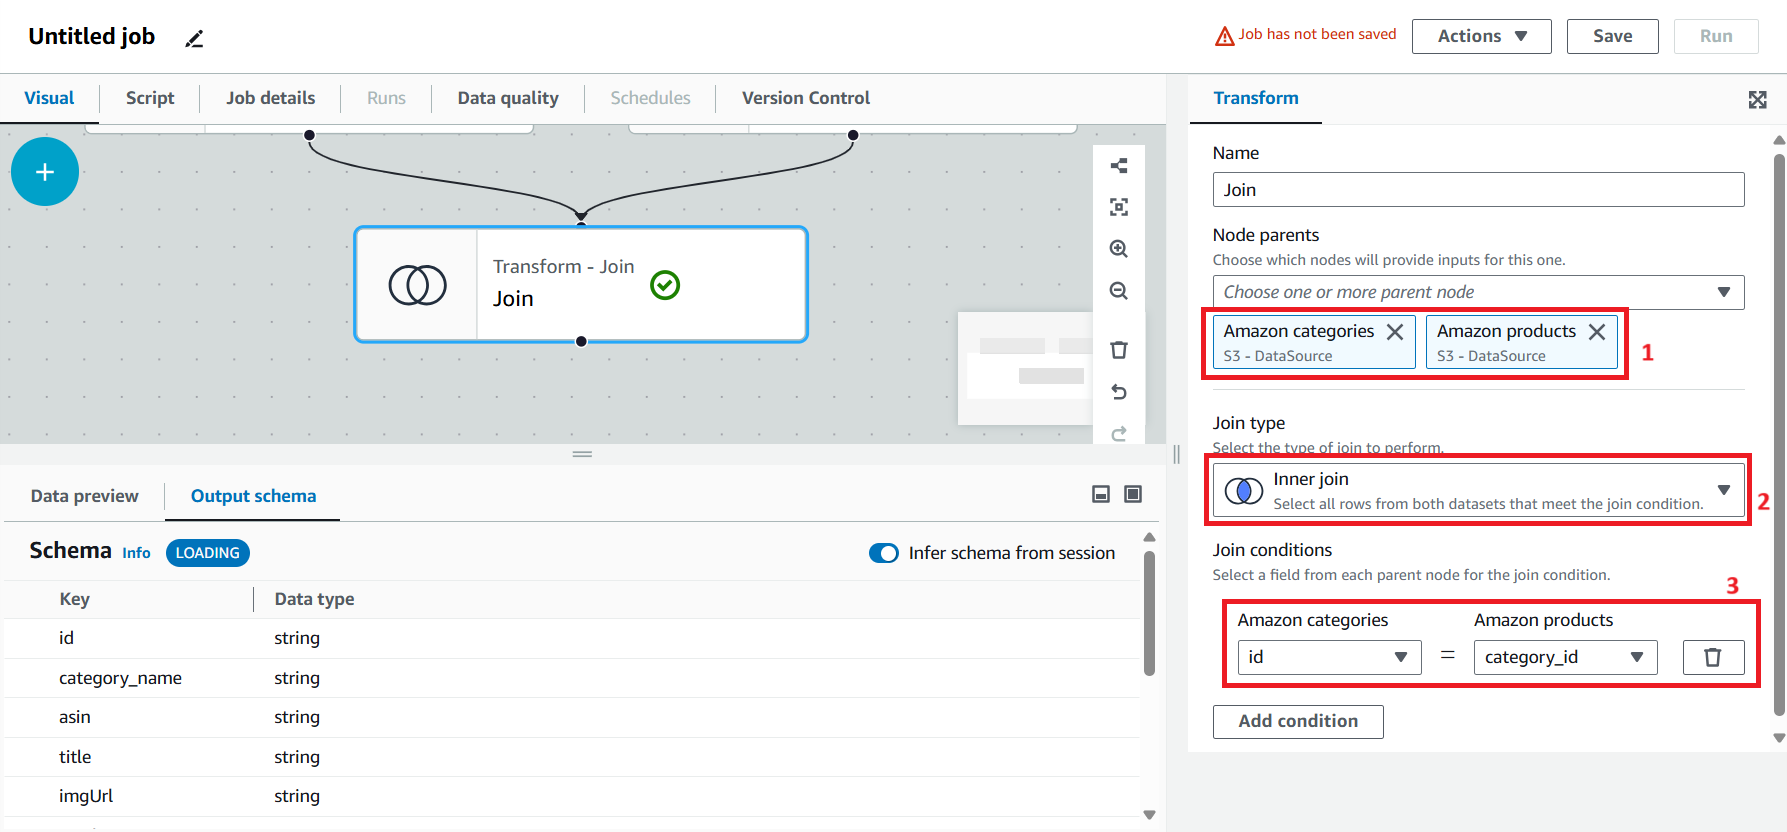 Untitled job
Job has not been saved
Actions
Save
Run
Visual
Script
Job details
Runs
Data quality
Schedules
Version Control
Transform - Join
Join
Data preview
Output schema
Schema
Info
LOADING
Infer schema from session
Key
Data type
id
string
category_name
string
asin
string
title
string
imgUrl
string
Transform
Name
Join
Node parents
Choose which nodes will provide inputs for this one.
Choose one or more parent node
Amazon categories
S3 - DataSource
Amazon products
S3 - DataSource
1
Join type
Select the type of join to perform.
Inner join
Select all rows from both datasets that meet the join condition.
2
Join conditions
Select a field from each parent node for the join condition.
3
Amazon categories
Amazon products
id
=
category_id
Add condition